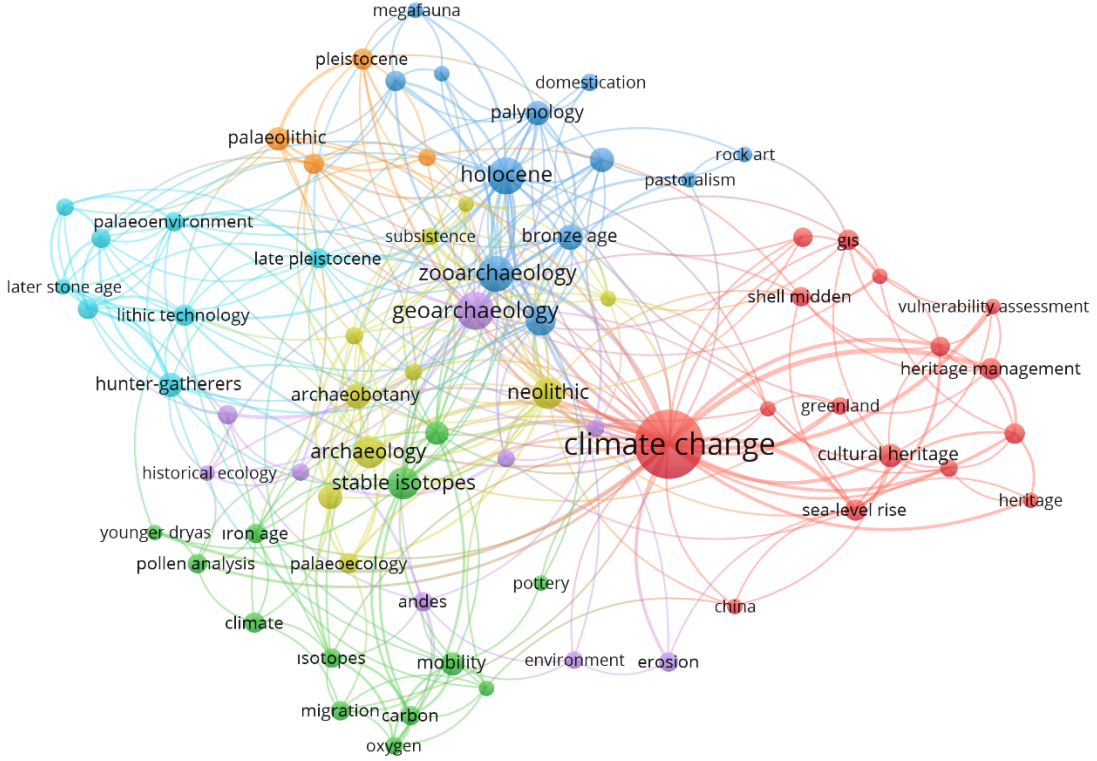 megafauna
pleistocene
domestication
palynology
palaeolithic
rock art
holocene
pastoralism
palaeoenvironment
subsistence
bronze age
gis
late pleistocene
zooarchaeology
later stone age
shell midden
vulnerability assessment
lithic technology
geoarchaeology
heritage management
hunter-gatherers
archaeobotany
neolithic
greenland
climate change
archaeology
cultural heritage
historical ecology
stable isotopes
heritage
sea-level rise
younger dryas
iron age
pollen analysis
palaeoecology
pottery
andes
china
climate
isotopes
mobility
environment
erosion
migration
carbon
oxygen